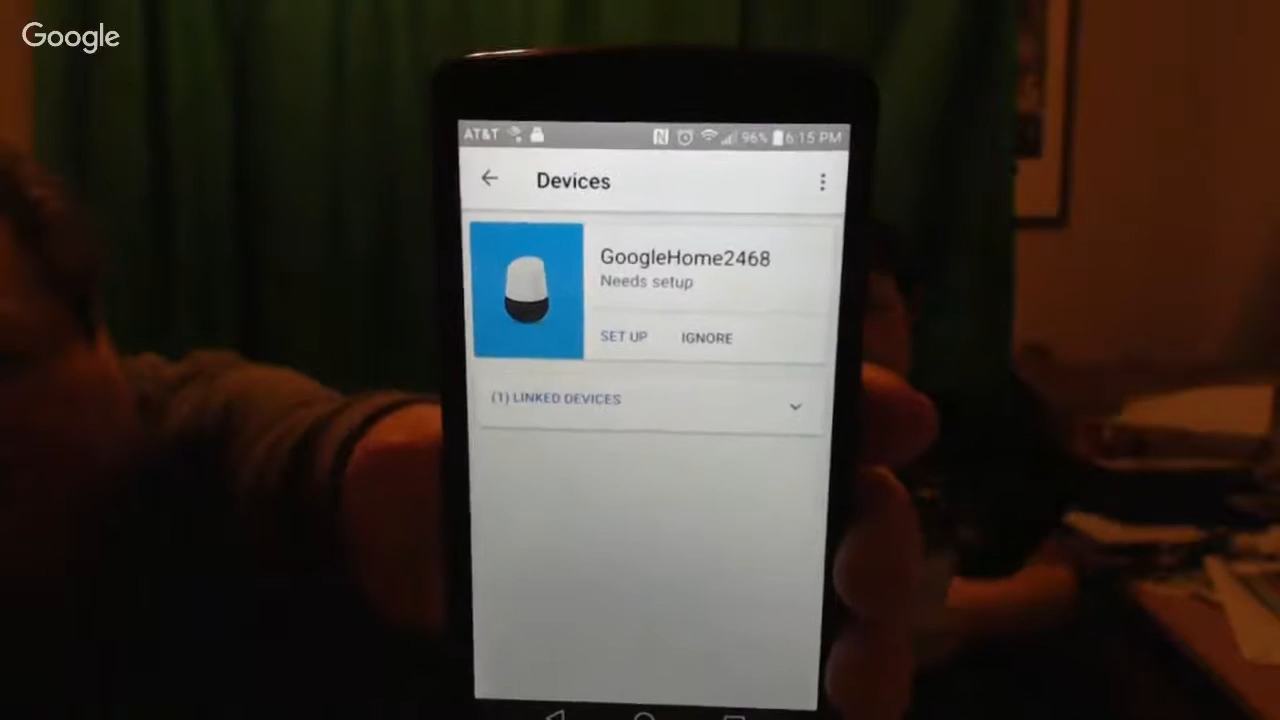 Google
AT&T 96% 6:15 PM
Devices
GoogleHome2468
Needs setup
SET UP IGNORE
(1) LINKED DEVICES